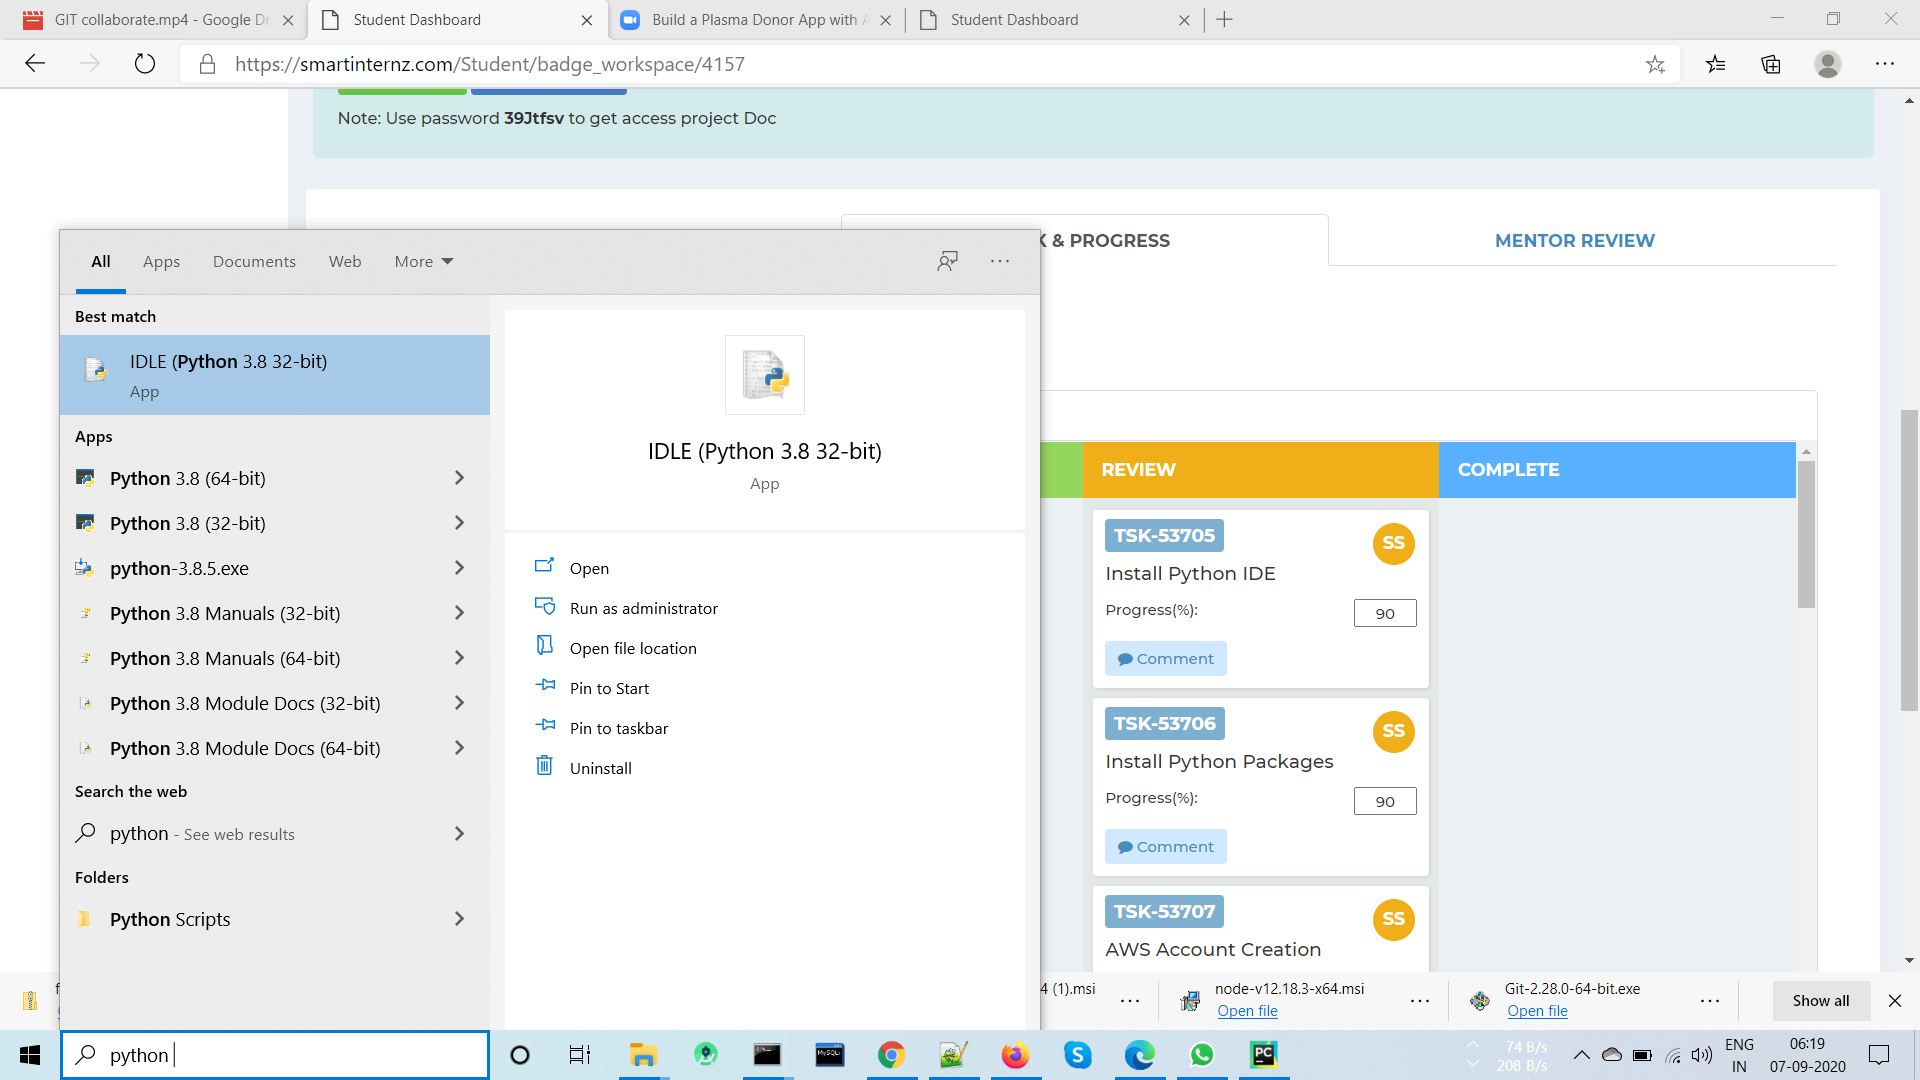 GIT collaborate.mp4 - Google Dr
Student Dashboard
Build a Plasma Donor App with A
Student Dashboard
https://smartinternz.com/Student/badge_workspace/4157
Note: Use password 39Jtfsv to get access project Doc
K & PROGRESS
MENTOR REVIEW
All
Apps
Documents
Web
More
Best match
IDLE (Python 3.8 32-bit)
App
Apps
Python 3.8 (64-bit)
Python 3.8 (32-bit)
python-3.8.5.exe
Python 3.8 Manuals (32-bit)
Python 3.8 Manuals (64-bit)
Python 3.8 Module Docs (32-bit)
Python 3.8 Module Docs (64-bit)
Search the web
python - See web results
Folders
Python Scripts
IDLE (Python 3.8 32-bit)
App
Open
Run as administrator
Open file location
Pin to Start
Pin to taskbar
Uninstall
REVIEW
COMPLETE
TSK-53705
SS
Install Python IDE
Progress(%):
90
Comment
TSK-53706
SS
Install Python Packages
Progress(%):
90
Comment
TSK-53707
SS
AWS Account Creation
4 (1).msi
node-v12.18.3-x64.msi
Open file
Git-2.28.0-64-bit.exe
Open file
Show all
python
MySQL
PC
74 B/s
208 B/s
ENG
IN
06:19
07-09-2020